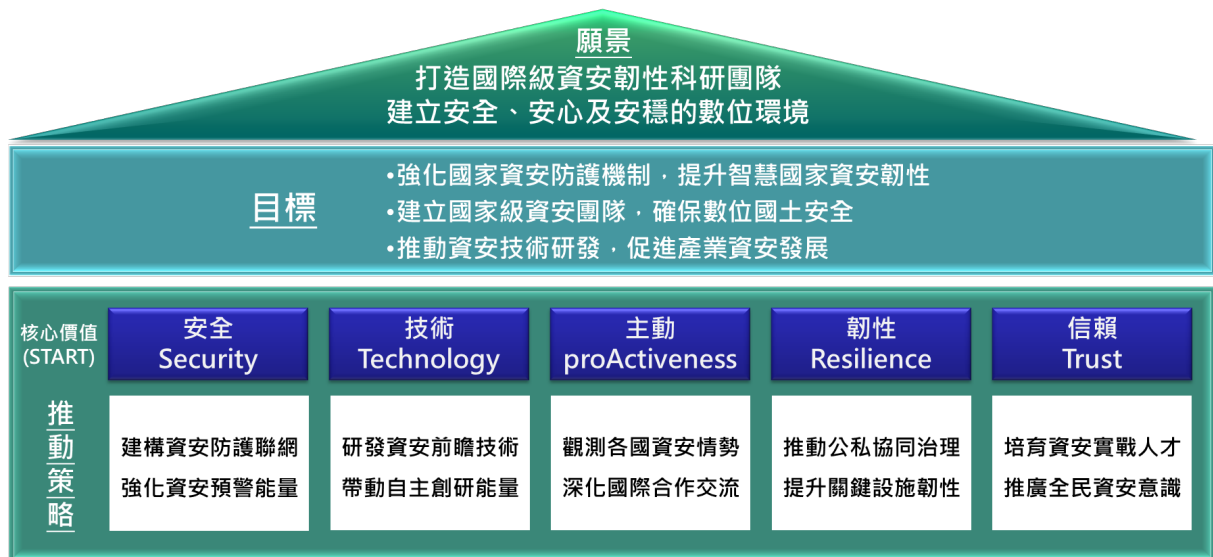 願景
打造國際級資安韌性科研團隊
建立安全、安心及安穩的數位環境
目標
•強化國家資安防護機制，提升智慧國家資安韌性
•建立國家級資安團隊，確保數位國土安全
•推動資安技術研發，促進產業資安發展
核心價值
(START)
安全
Security
技術
Technology
主動
proActiveness
韌性
Resilience
信賴
Trust
推動策略
建構資安防護聯網
強化資安預警能量
研發資安前瞻技術
帶動自主創研能量
觀測各國資安情勢
深化國際合作交流
推動公私協同治理
提升關鍵設施韌性
培育資安實戰人才
推廣全民資安意識